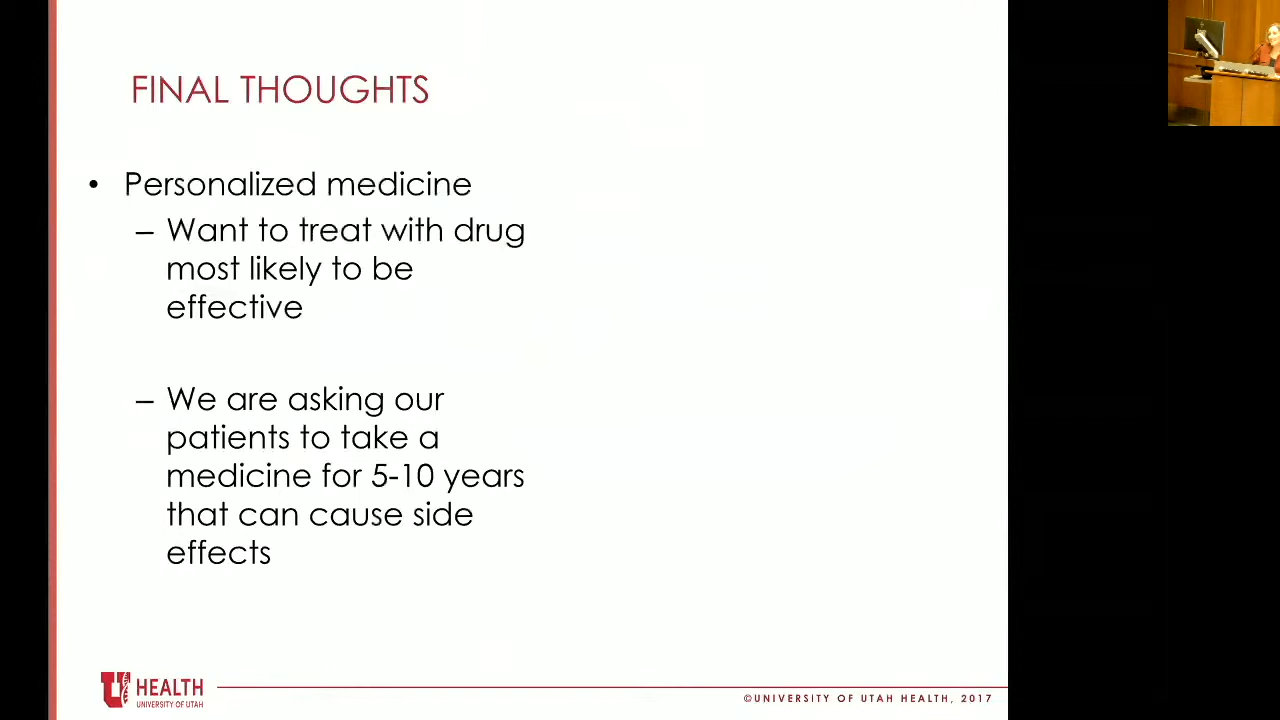 FINAL THOUGHTS
• Personalized medicine
– Want to treat with drug
most likely to be
effective
– We are asking our
patients to take a
medicine for 5-10 years
that can cause side
effects
U HEALTH
UNIVERSITY OF UTAH
©UNIVERSITY OF UTAH HEALTH, 2017